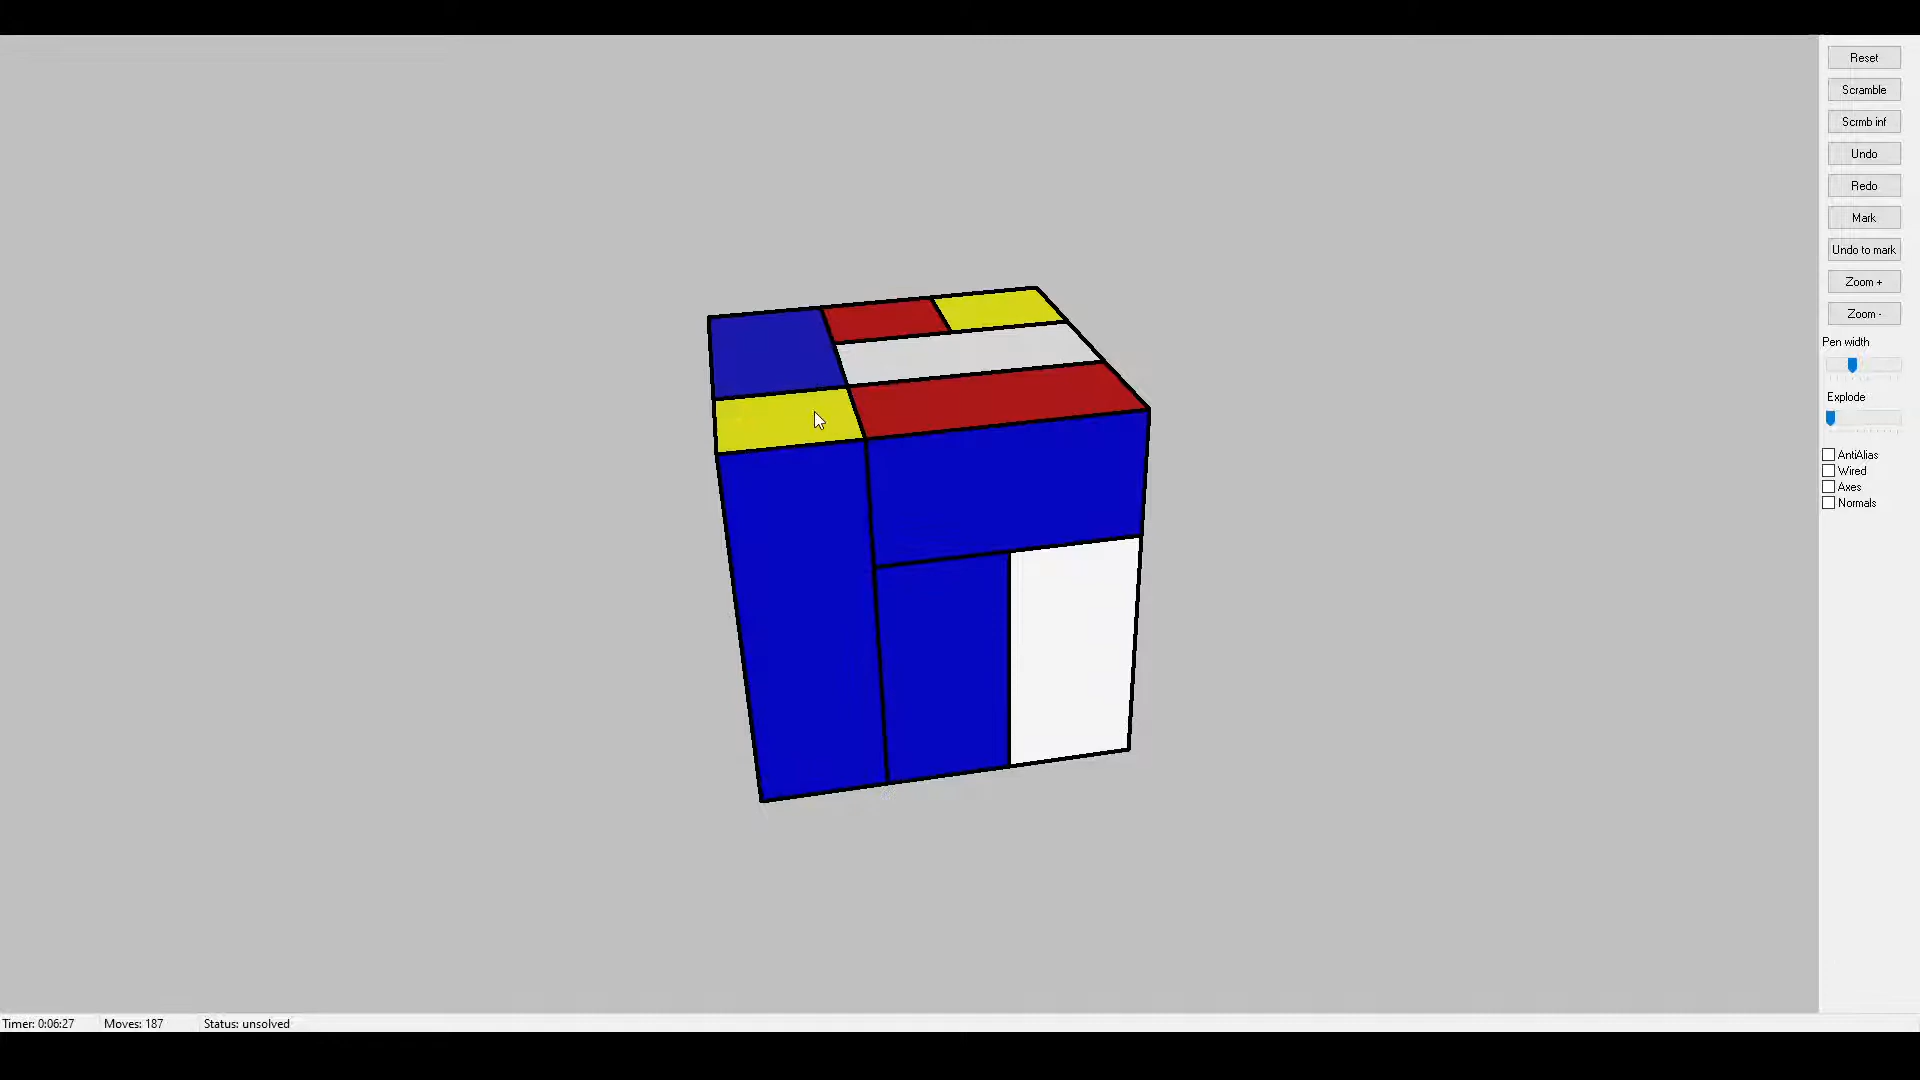 Reset
Scramble
Scrmb inf
Undo
Redo
Mark
Undo to mark
Zoom +
Zoom -
Pen width
Explode
AntiAlias
Wired
Axes
Normals
Timer: 0:06:27 Moves: 187 Status: unsolved